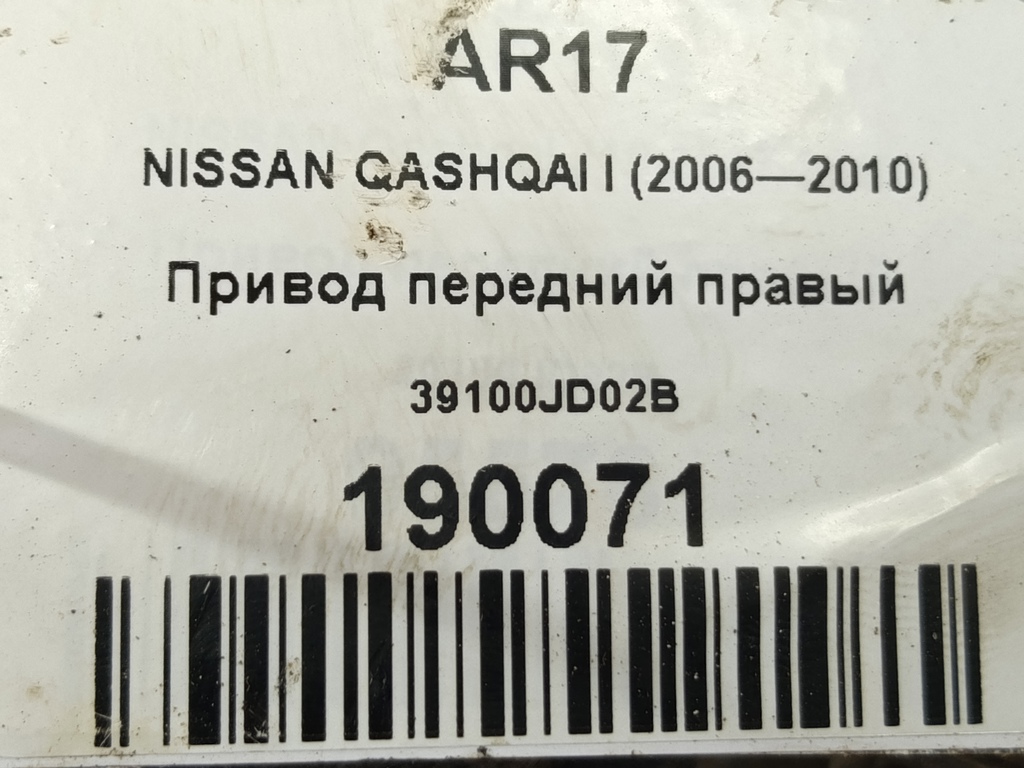 AR17
NISSAN QASHQAI I (2006—2010)
Привод передний правый
39100JD02B
190071